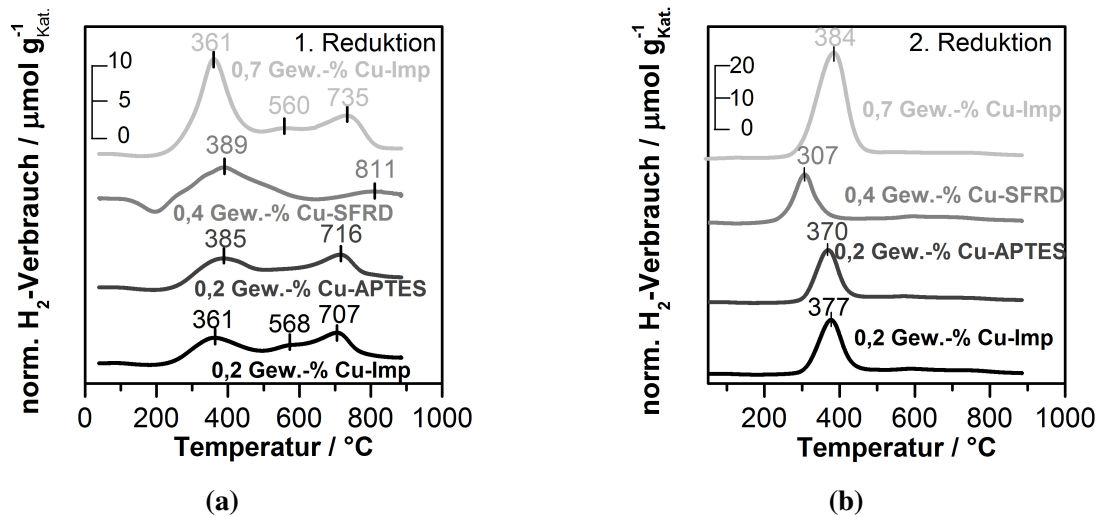 norm. H2-Verbrauch / µmol g-1Kat.
1. Reduktion
10
5
0
361
560
735
0,7 Gew.-% Cu-Imp
389
811
0,4 Gew.-% Cu-SFRD
385
716
0,2 Gew.-% Cu-APTES
361
568
707
0,2 Gew.-% Cu-Imp
0 200 400 600 800 1000
Temperatur / °C
(a)
norm. H2-Verbrauch / µmol g-1Kat.
2. Reduktion
20
10
0
384
0,7 Gew.-% Cu-Imp
307
0,4 Gew.-% Cu-SFRD
370
0,2 Gew.-% Cu-APTES
377
0,2 Gew.-% Cu-Imp
200 400 600 800 1000
Temperatur / °C
(b)